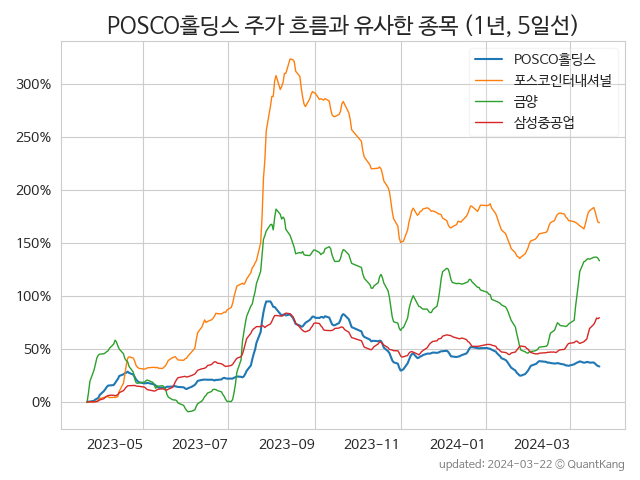 POSCO홀딩스 주가 흐름과 유사한 종목 (1년, 5일선)
POSCO홀딩스
포스코인터내셔널
금양
삼성중공업
300%
250%
200%
150%
100%
50%
0%
2023-05
2023-07
2023-09
2023-11
2024-01
2024-03
updated: 2024-03-22 © QuantKang